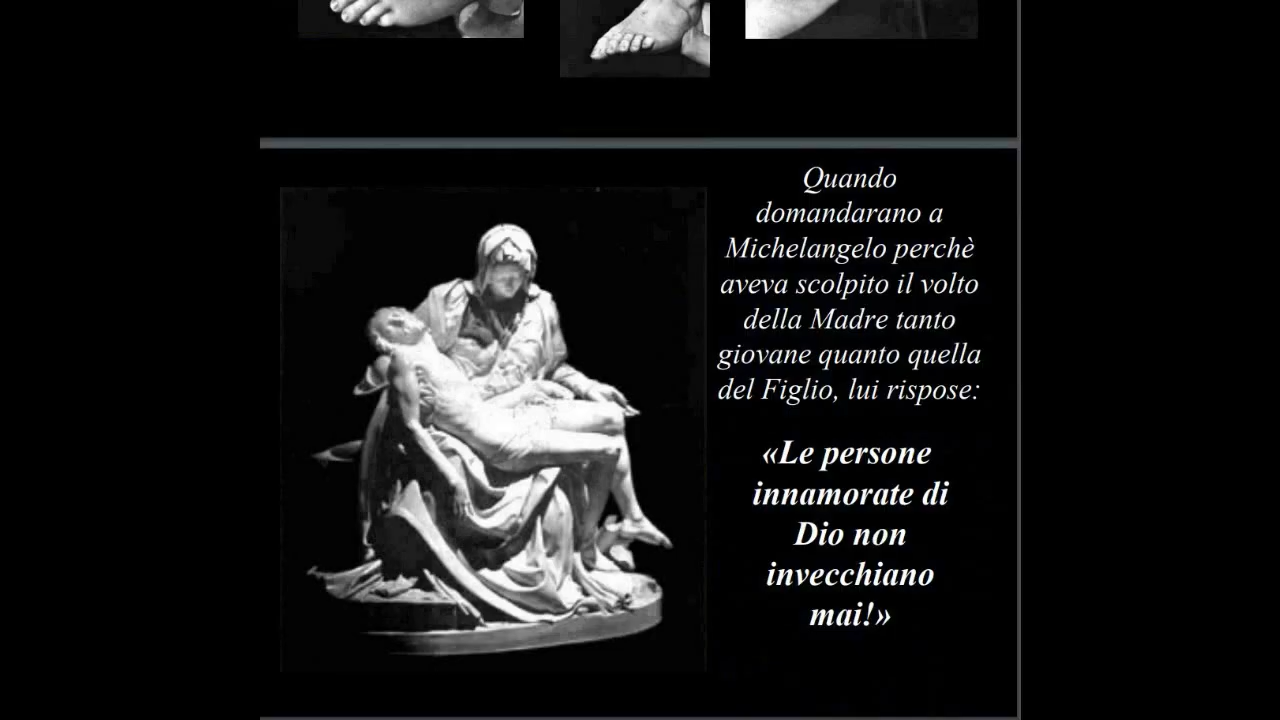 Quando
domandarano a
Michelangelo perchè
aveva scolpito il volto
della Madre tanto
giovane quanto quella
del Figlio, lui rispose:
«Le persone
innamorate di
Dio non
invecchiano
mai!»